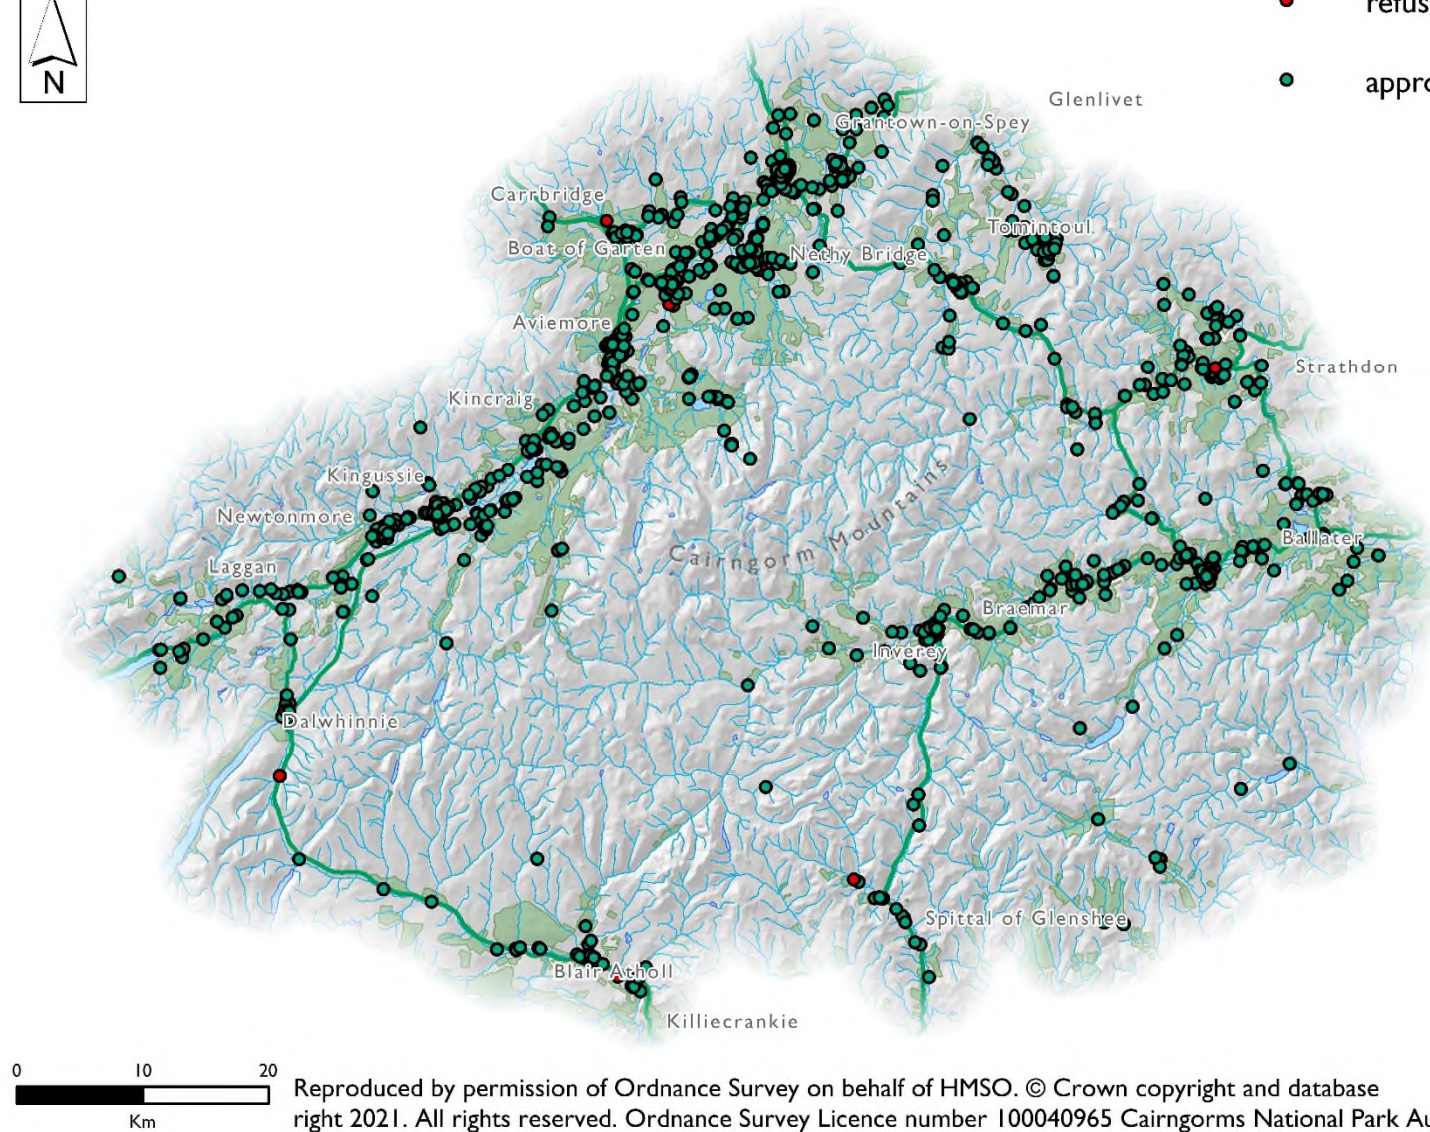 N
refus
appro
Glenlivet
Grantown-on-Spey
Carrbridge
Tomintoul
Boat of Garten
Nethy Bridge
Aviemore
Strathdon
Kincraig
Kingussie
Newtonmore
Cairngorm Mountains
Ballater
Laggan
Braemar
Inverey
Dalwhinnie
Spittal of Glenshee
Blair Atholl
Killiecrankie
0 10 20
Km
Reproduced by permission of Ordnance Survey on behalf of HMSO. © Crown copyright and database
right 2021. All rights reserved. Ordnance Survey Licence number 100040965 Cairngorms National Park Au